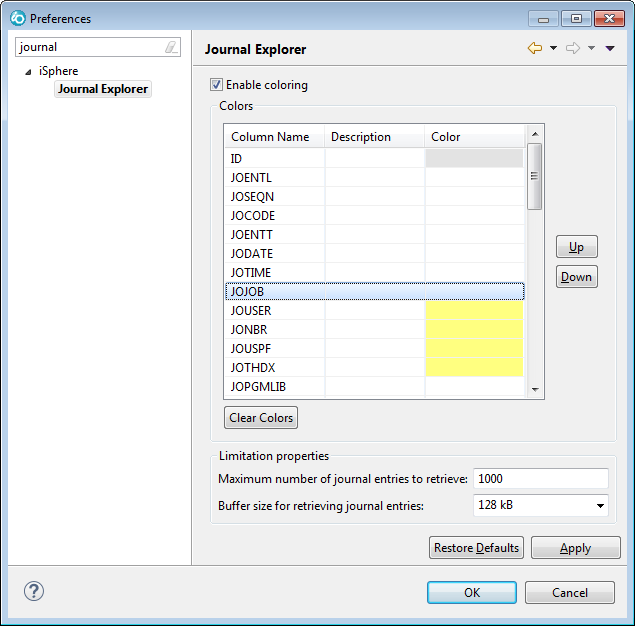 Preferences
journal
iSphere
Journal Explorer
Journal Explorer
Enable coloring
Colors
Column Name Description Color
ID
JOENTL
JOSEQN
JOCODE
JOENTT
JODATE
JOTIME
JOJOB
JOUSER
JONBR
JOUSPF
JOTHDX
JOPGMLIB
Up
Down
Clear Colors
Limitation properties
Maximum number of journal entries to retrieve: 1000
Buffer size for retrieving journal entries: 128 kB
Restore Defaults Apply
? OK Cancel